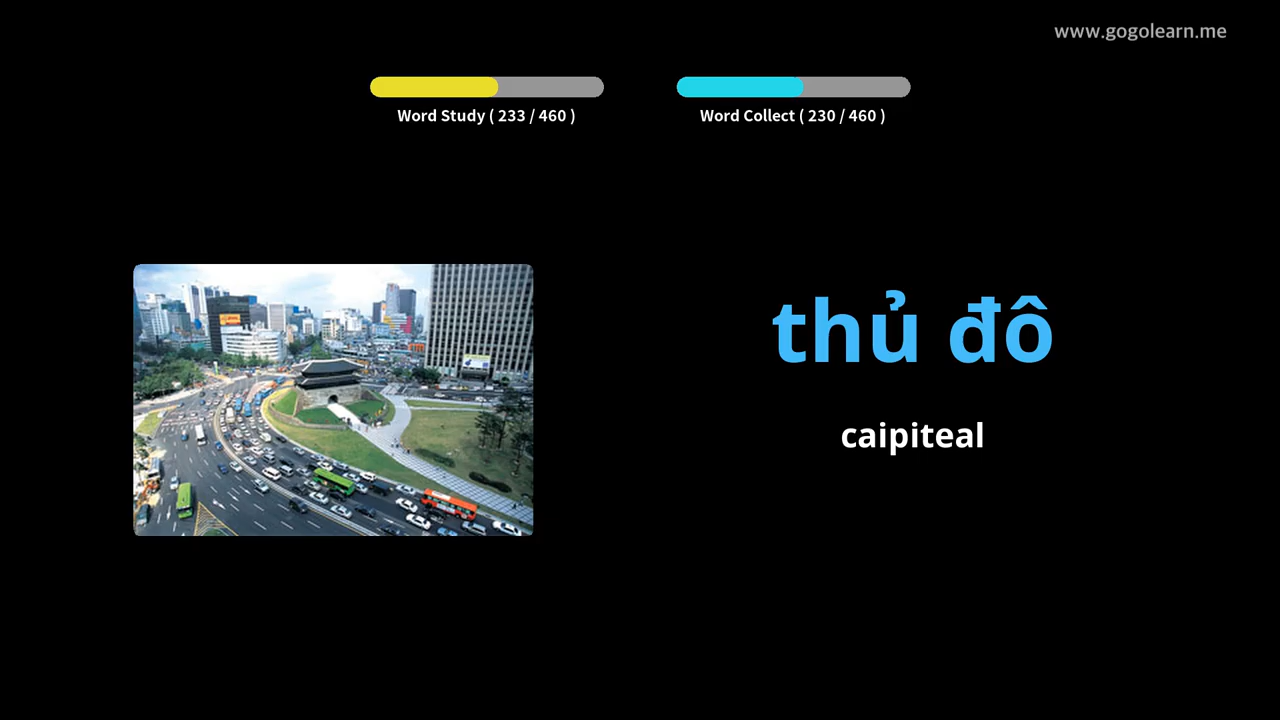 www.gogolearn.me
Word Study ( 233 / 460 )
Word Collect ( 230 / 460 )
thủ đô
caipiteal